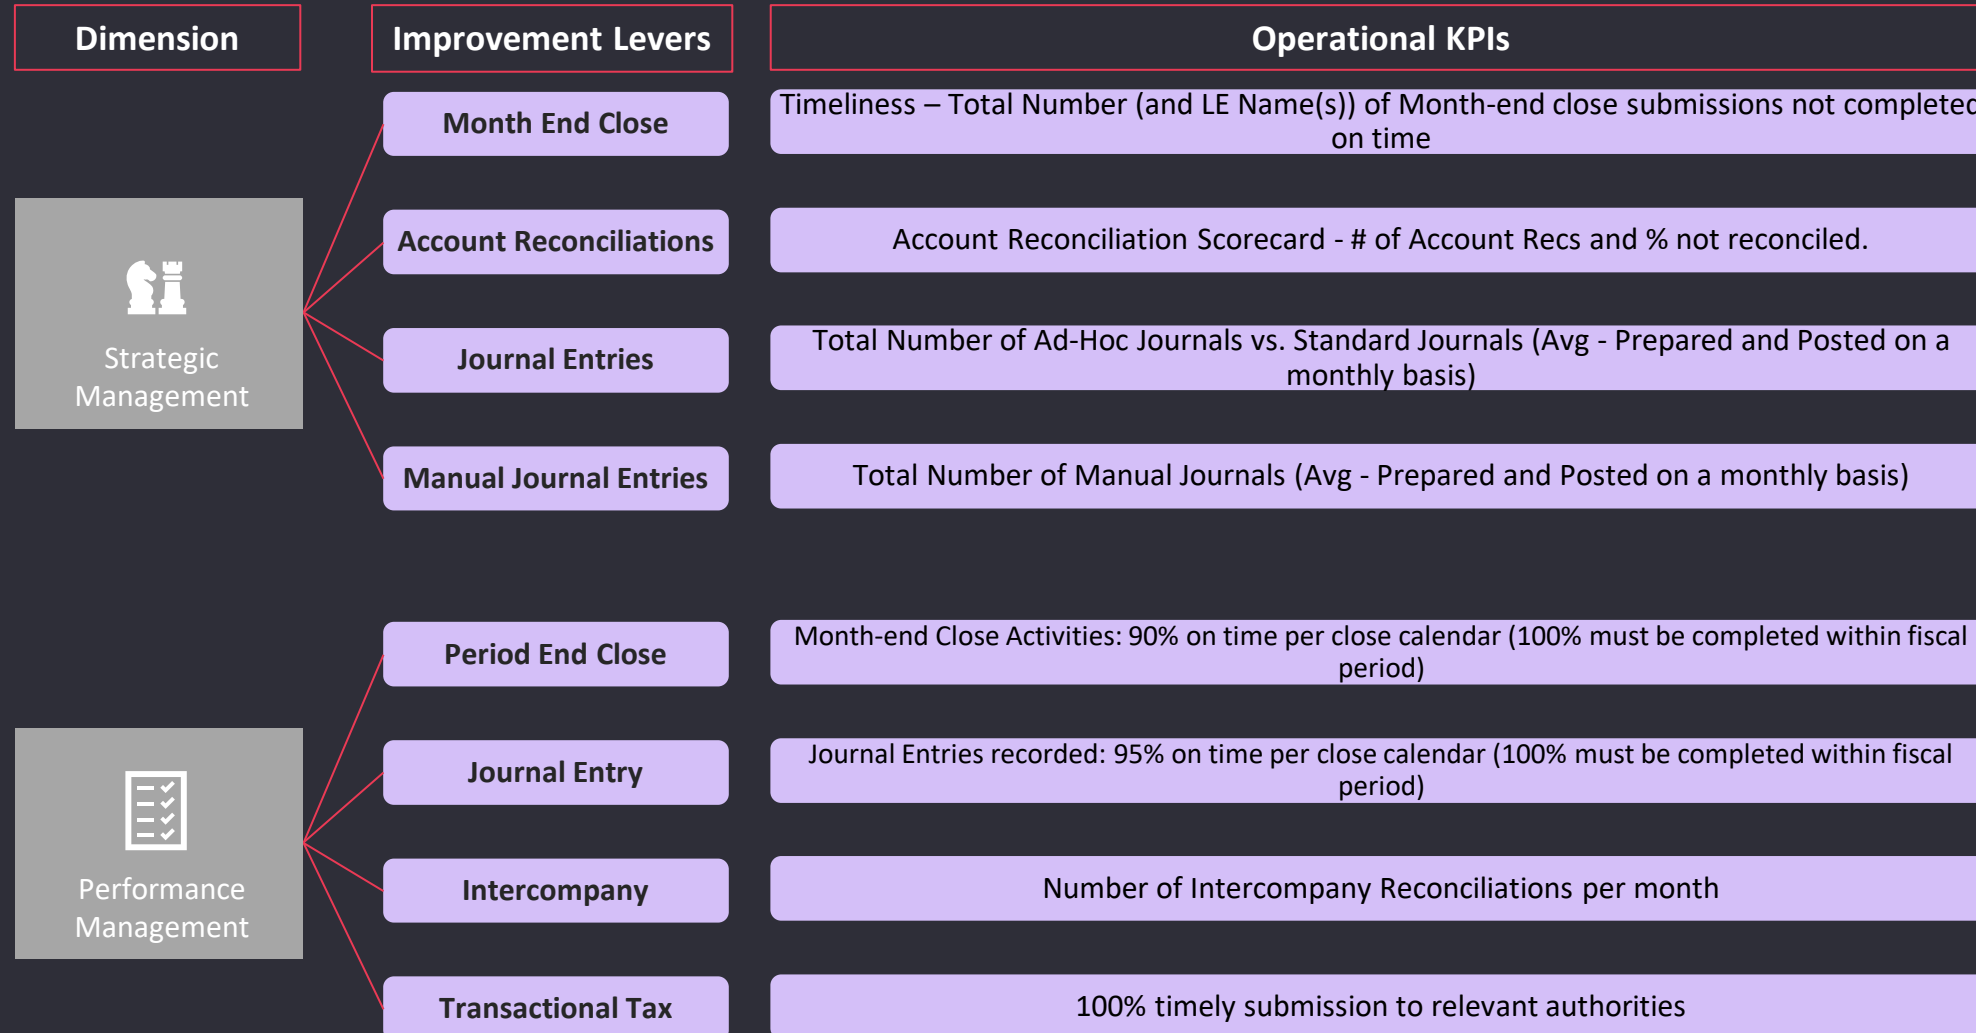 Dimension
Improvement Levers
Operational KPIs
Strategic
Management
Month End Close
Timeliness – Total Number (and LE Name(s)) of Month-end close submissions not completed
on time
Account Reconciliations
Account Reconciliation Scorecard - # of Account Recs and % not reconciled.
Journal Entries
Total Number of Ad-Hoc Journals vs. Standard Journals (Avg - Prepared and Posted on a
monthly basis)
Manual Journal Entries
Total Number of Manual Journals (Avg - Prepared and Posted on a monthly basis)
Performance
Management
Period End Close
Month-end Close Activities: 90% on time per close calendar (100% must be completed within fiscal
period)
Journal Entry
Journal Entries recorded: 95% on time per close calendar (100% must be completed within fiscal
period)
Intercompany
Number of Intercompany Reconciliations per month
Transactional Tax
100% timely submission to relevant authorities